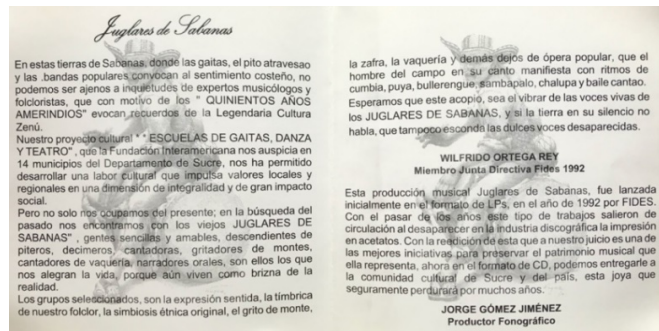 Juglares de Sabanas
En estas tierras de Sabanas, donde las gaitas, el pito atravesao
y las .bandas populares convocan al sentimiento costeño, no
podemos ser ajenos a inquietudes de expertos musicólogos y
folcloristas, que con motivo de los " QUINIENTOS AÑOS
AMERINDIOS" evocan recuerdos de la Legendaria Cultura
Zenú.
Nuestro proyecto cultural * * ESCUELAS DE GAITAS, DANZA
Y TEATRO" , que la Fundación Interamericana nos auspicia en
14 municipios del Departamento de Sucre, nos ha permitido
desarrollar una labor cultural que impulsa valores locales y
regionales en una dimensión de integralidad y de gran impacto
social.
Pero no solo nos ocupamos del presente; en la búsqueda del
pasado nos encontramos con los viejos JUGLARES DE
SABANAS" , gentes sencillas y amables, descendientes de
piteros, decimeros, cantadoras, gritadores de montes,
cantadores de vaquería, narradores orales, son ellos los que
nos alegran la vida, porque aún viven como brizna de la
realidad.
Los grupos seleccionados, son la expresión sentida, la tímbrica
de nuestro folclor, la simbiosis étnica original, el grito de monte,
la zafra, la vaquería y demás dejos de ópera popular, que el
hombre del campo en su canto manifiesta con ritmos de
cumbia, puya, bullerengue, sambapalo, chalupa y baile cantao.
Esperamos que este acopio, sea el vibrar de las voces vivas de
los JUGLARES DE SABANAS, y si la tierra en su silencio no
habla, que tampoco esconda las dulces voces desaparecidas.
WILFRIDO ORTEGA REY
Miembro Junta Directiva Fides 1992
Esta producción musical Juglares de Sabanas, fue lanzada
inicialmente en el formato de LPs, en el año de 1992 por FIDES.
Con el pasar de los años este tipo de trabajos salieron de
circulación al desaparecer en la industria discográfica la impresión
en acetatos. Con la reedición de esta que a nuestro juicio es una de
las mejores iniciativas para preservar el patrimonio musical que
ella representa, ahora en el formato de CD, podemos entregarle a
la comunidad cultural de Sucre y del país, esta joya que
seguramente perdurará por muchos años.
JORGE GÓMEZ JIMÉNEZ
Productor Fonográfico